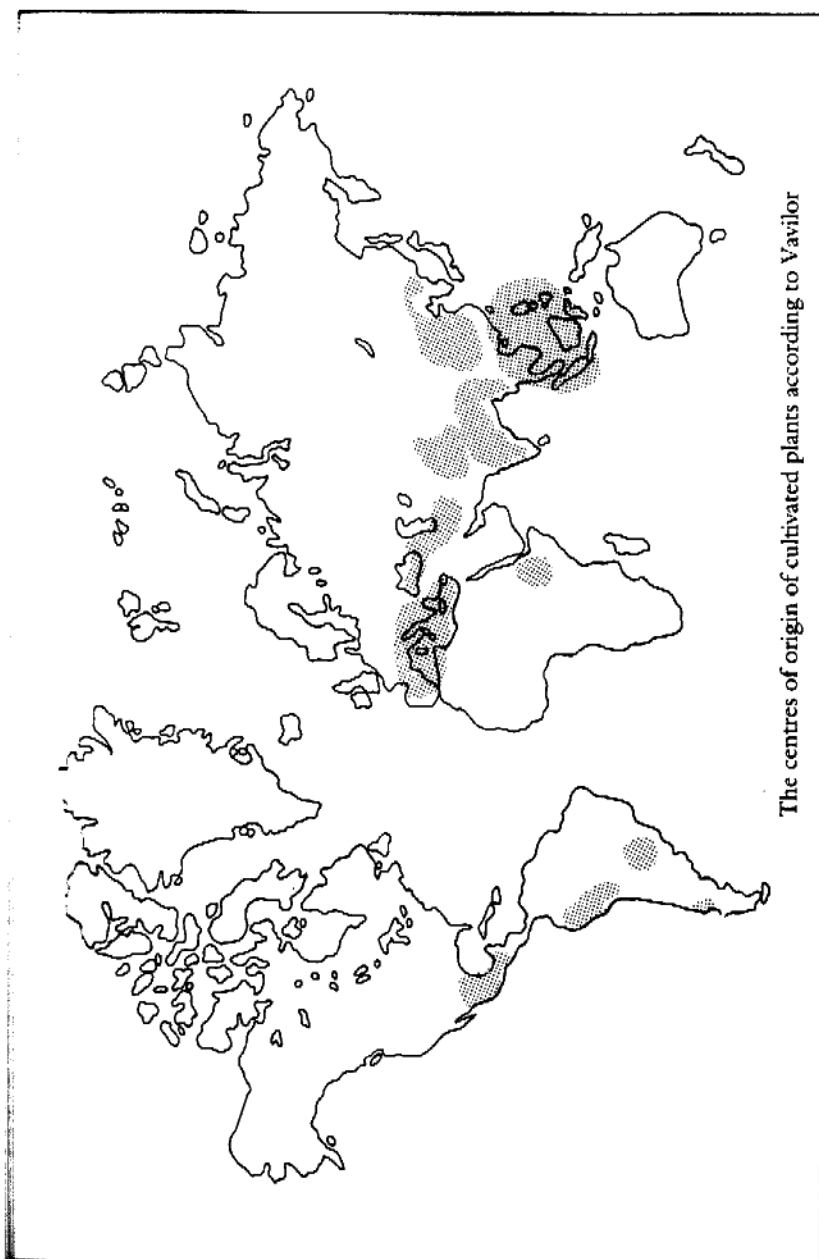 The centres of origin of cultivated plants according to Vavilor